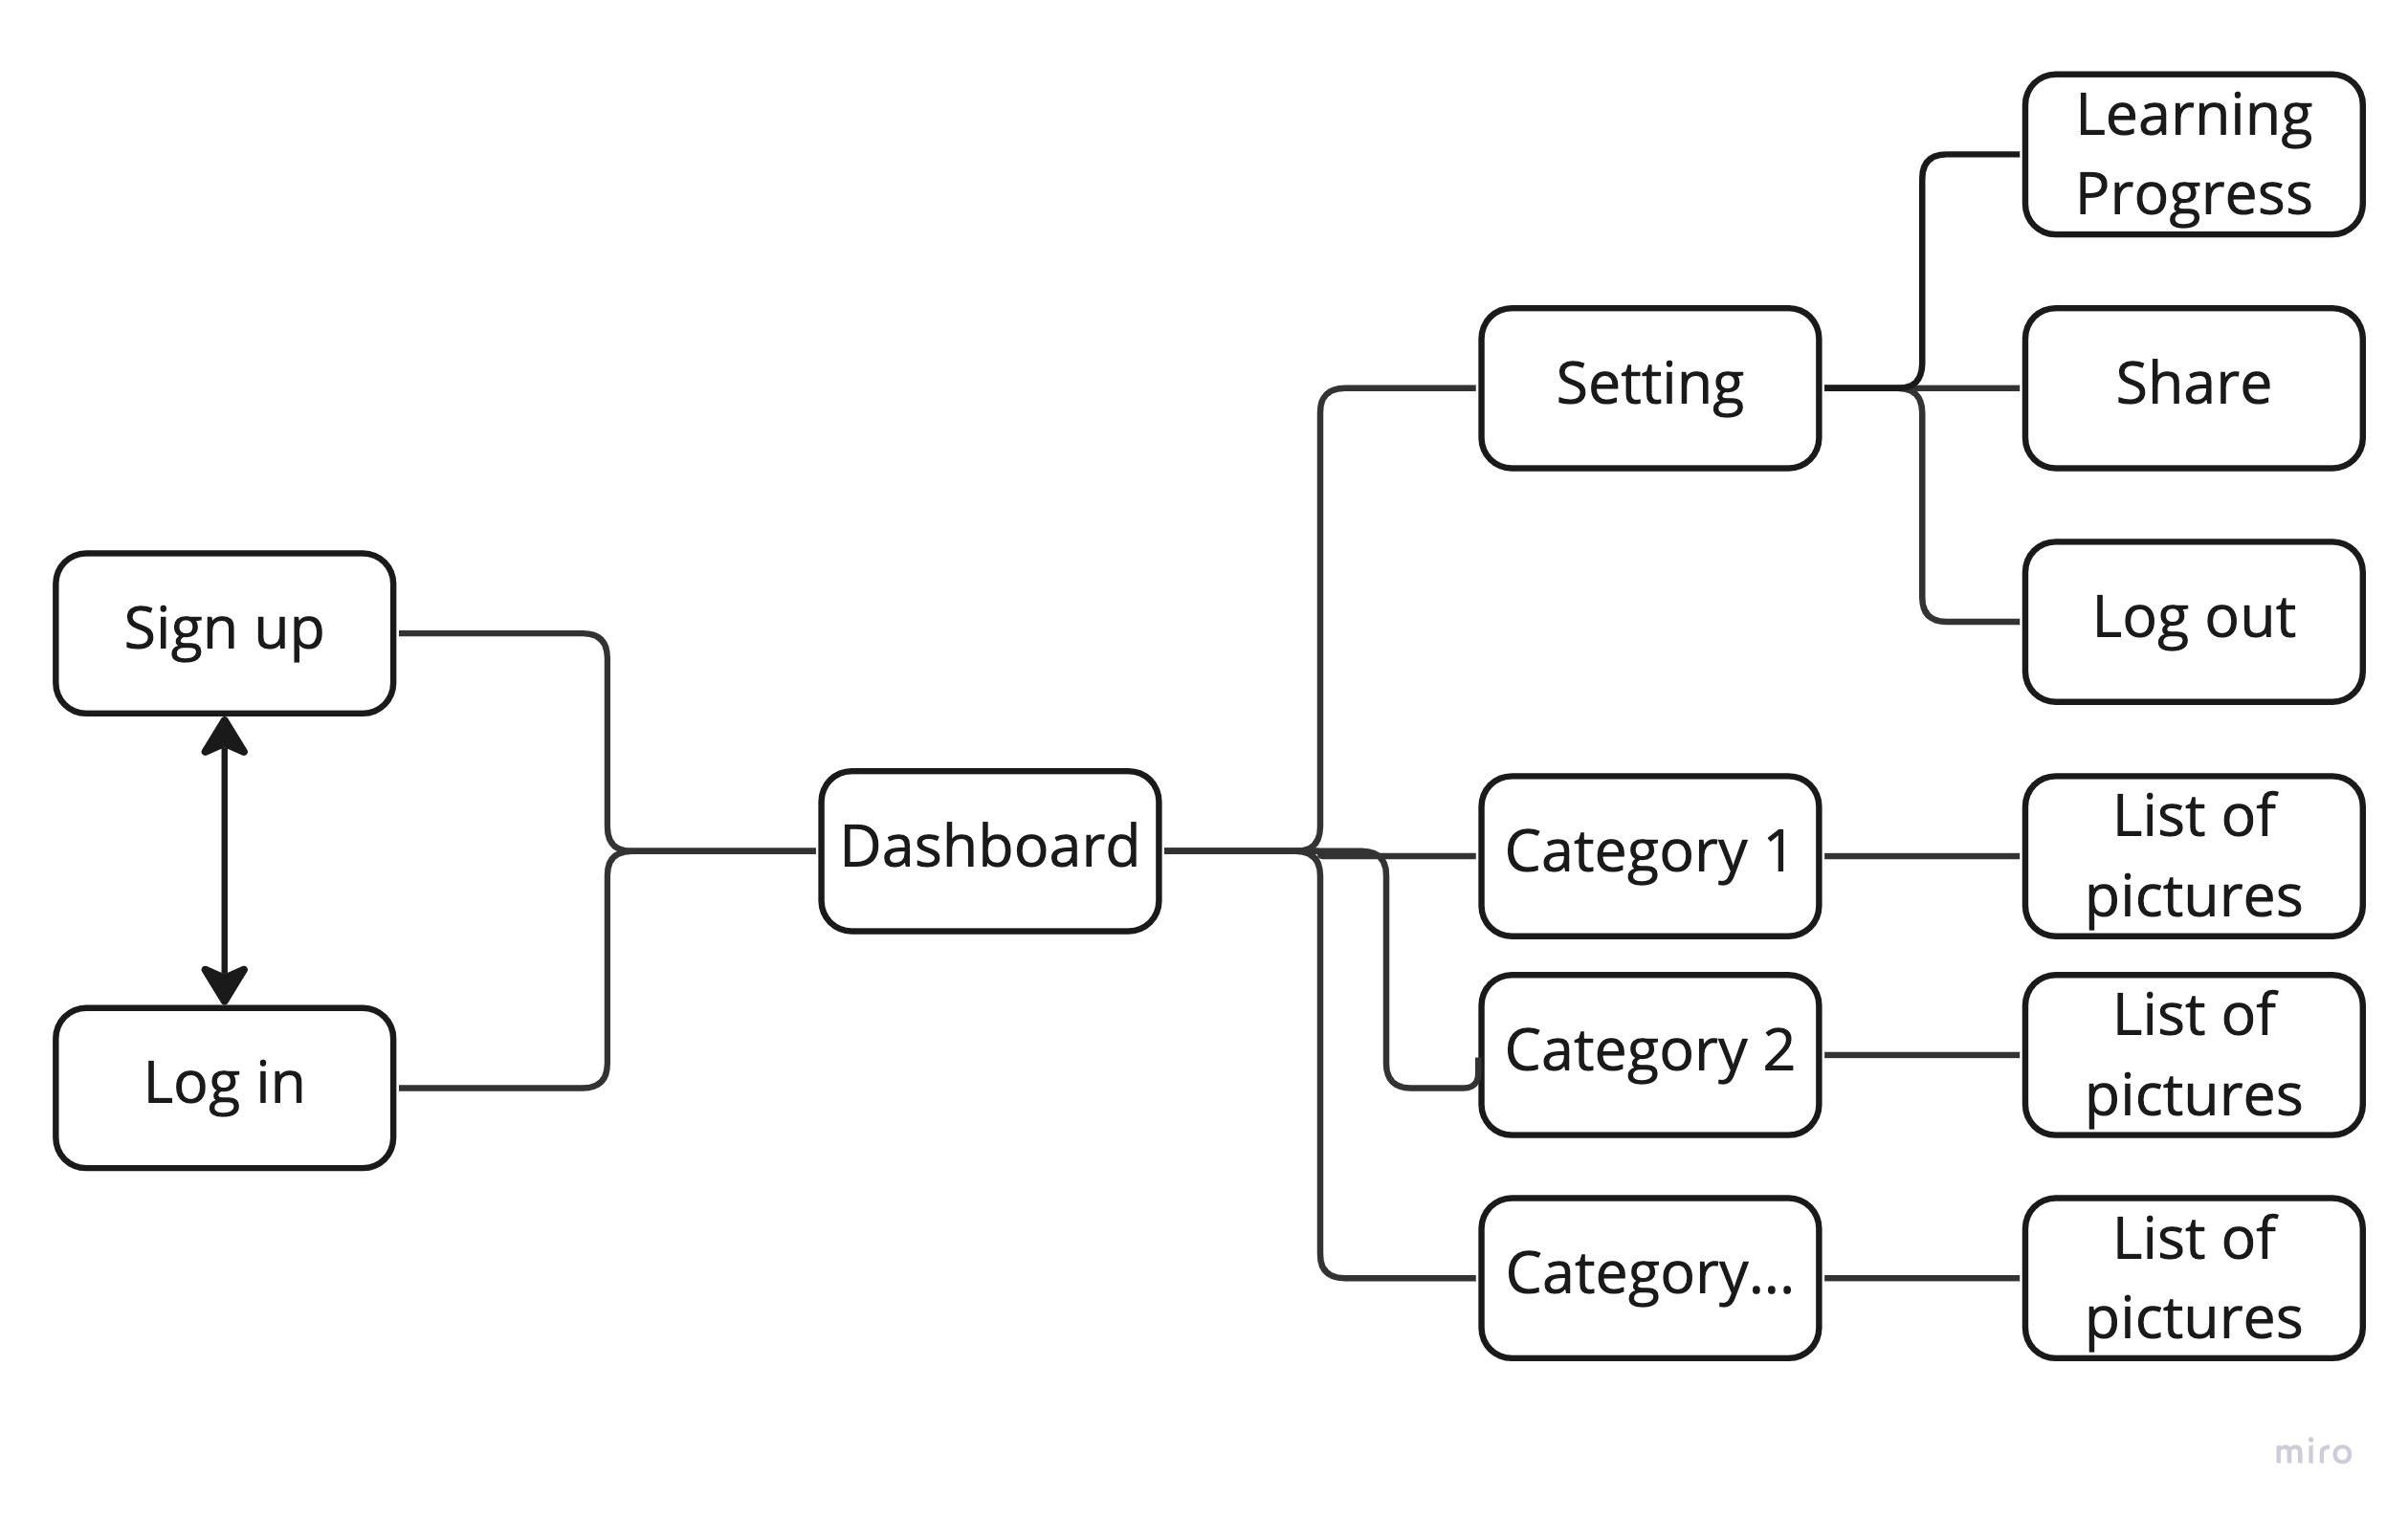 Learning
Progress
Setting
Share
Sign up
Log out
Dashboard
Category 1
List of
pictures
Log in
Category 2
List of
pictures
Category...
List of
pictures
miro